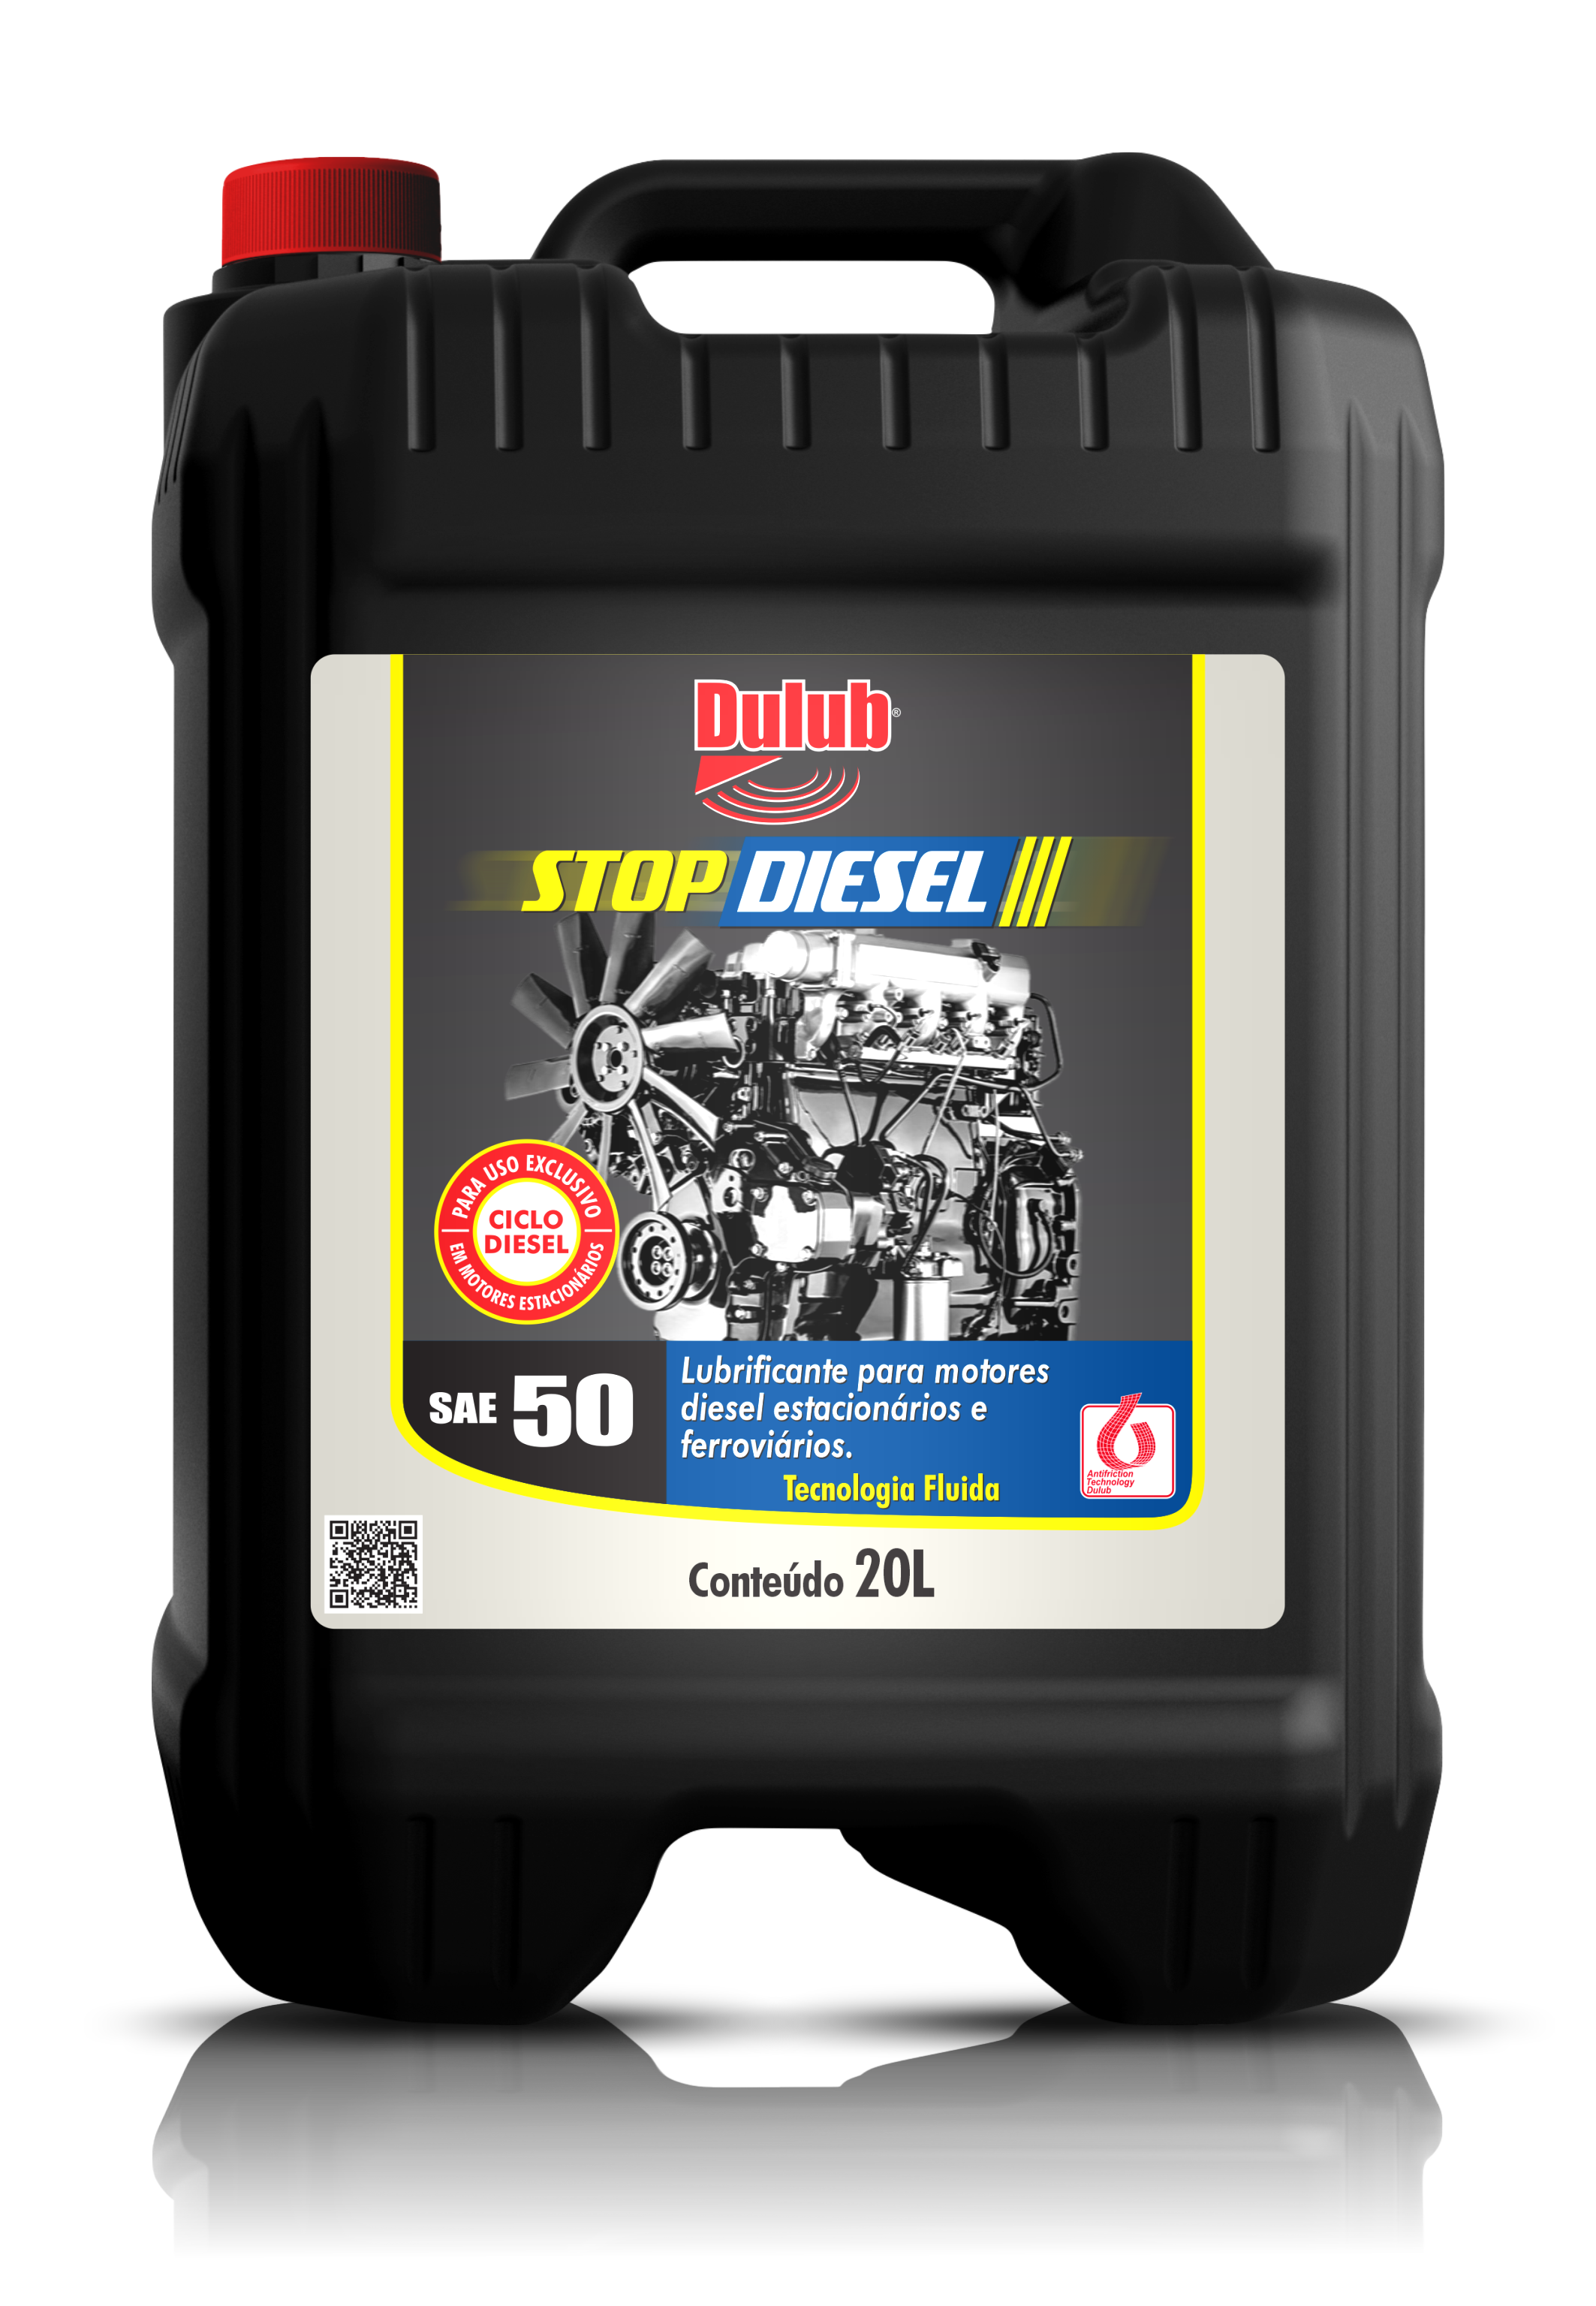 Dulub®
STOP DIESEL
PARA USO EXCLUSIVO
CICLO
DIESEL
EM MOTORES ESTACIONÁRIOS
SAE 50
Lubrificante para motores
diesel estacionários e
ferroviários.
Tecnologia Fluida
Antifriction
Technology
Dulub
Conteúdo 20L